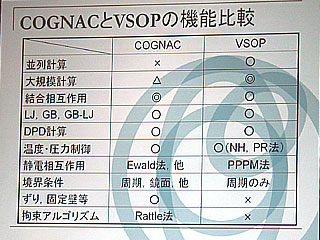 COGNACとVSOPの機能比較
COGNAC VSOP
並列計算 × ○
大規模計算 △ ◎
結合相互作用 ◎ ○
LJ, GB, GB-LJ ○ ○
DPD計算 ○ ○
温度・圧力制御 ○ ○(NH, PR法)
静電相互作用 Ewald法, 他 PPPM法
境界条件 周期, 鏡面, 他 周期のみ
ずり, 固定壁等 ○ ×
拘束アルゴリズム Rattle法 ×